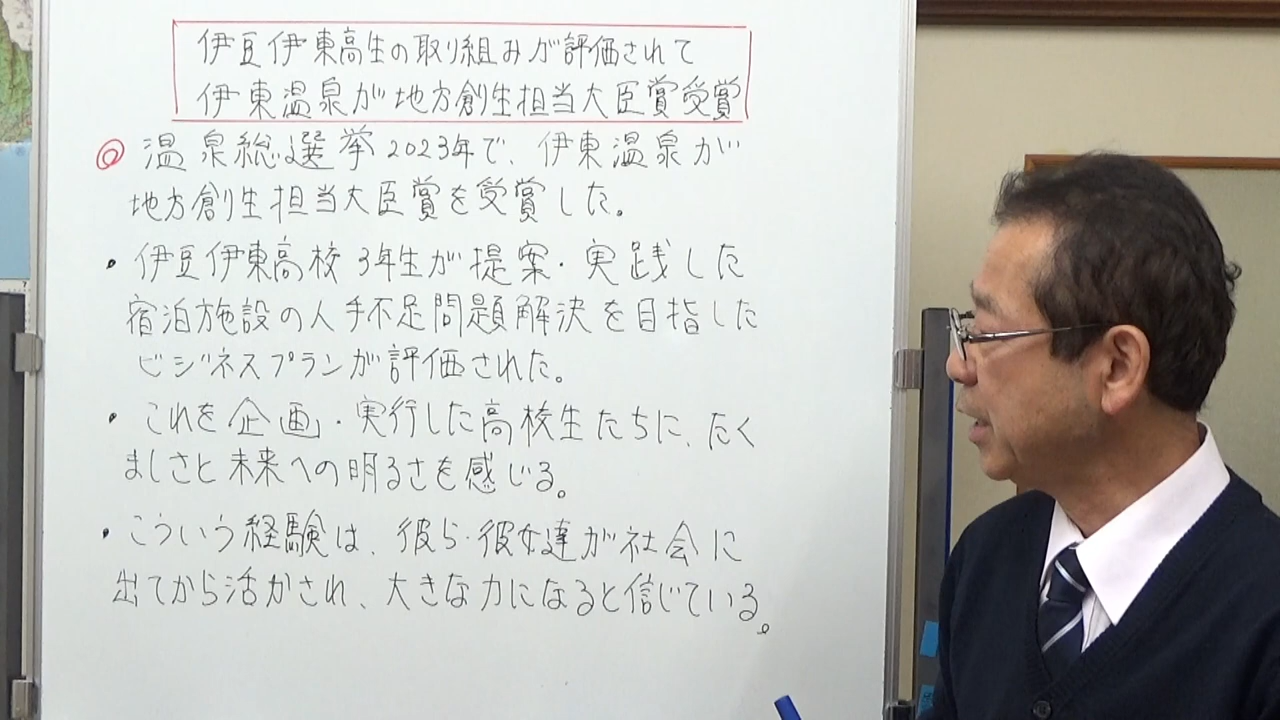 伊豆伊東高生の取り組みが評価されて
伊東温泉が地方創生担当大臣賞受賞
◎ 温泉総選挙2023年で、伊東温泉が
地方創生担当大臣賞を受賞した。
・伊豆伊東高校3年生が提案・実践した
宿泊施設の人手不足問題解決を目指した
ビジネスプランが評価された。
・これを企画・実行した高校生たちに、たく
ましさと未来への明るさを感じる。
・こういう経験は、彼ら・彼女達が社会に
出てから活かされ、大きな力になると信じている。